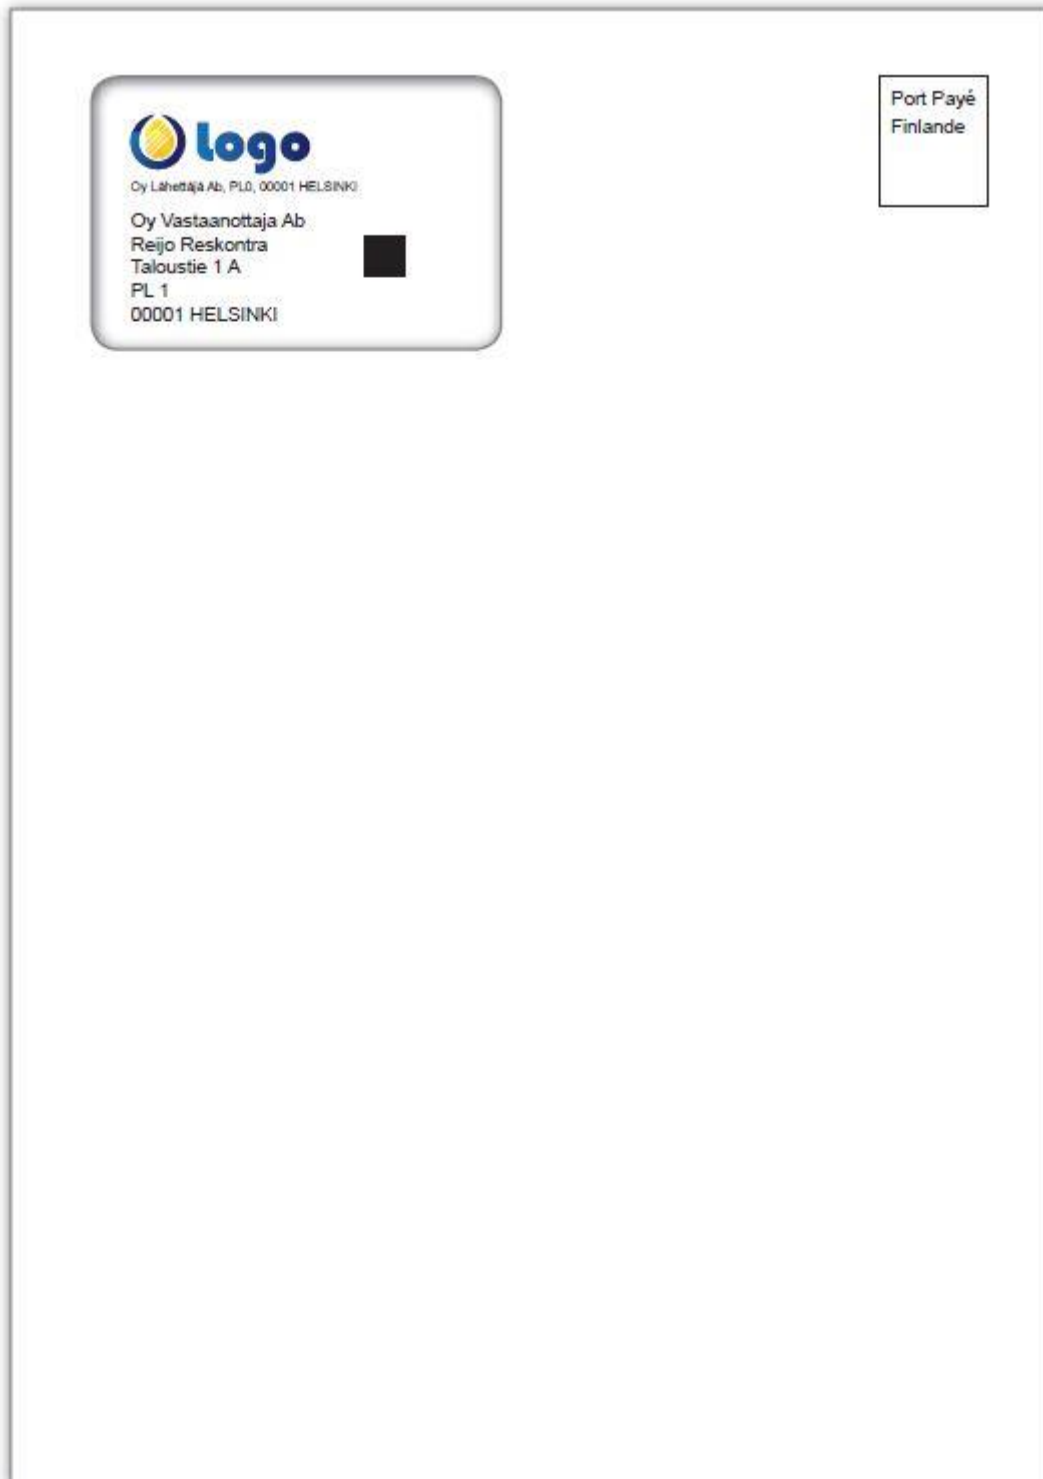 Logo
Oy Lähettäjä Ab, PL0, 00001 HELSINKI
Oy Vastaanottaja Ab
Reijo Reskontra
Taloustie 1 A
PL 1
00001 HELSINKI
Port Payé
Finlande